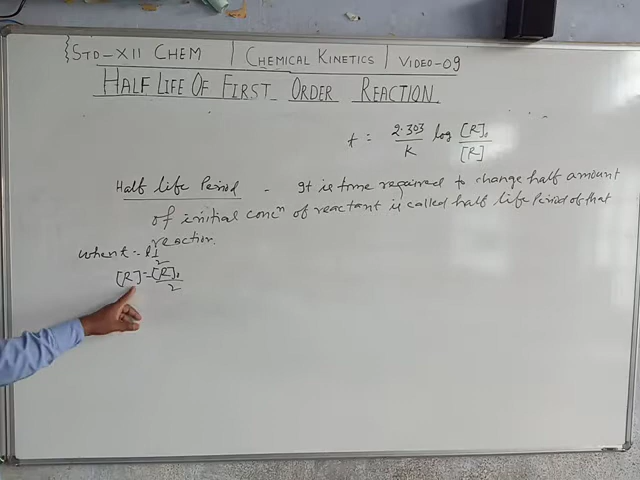 STD-XII CHEM | CHEMICAL KINETICS | VIDEO-09
HALF LIFE OF FIRST ORDER REACTION
t = 2.303/K log [R]₀/[R]
Half life Period - It is time required to change half amount
of initial concⁿ of reactant is called half life Period of that
reaction.
when t = t½
[R] = [R]₀/2